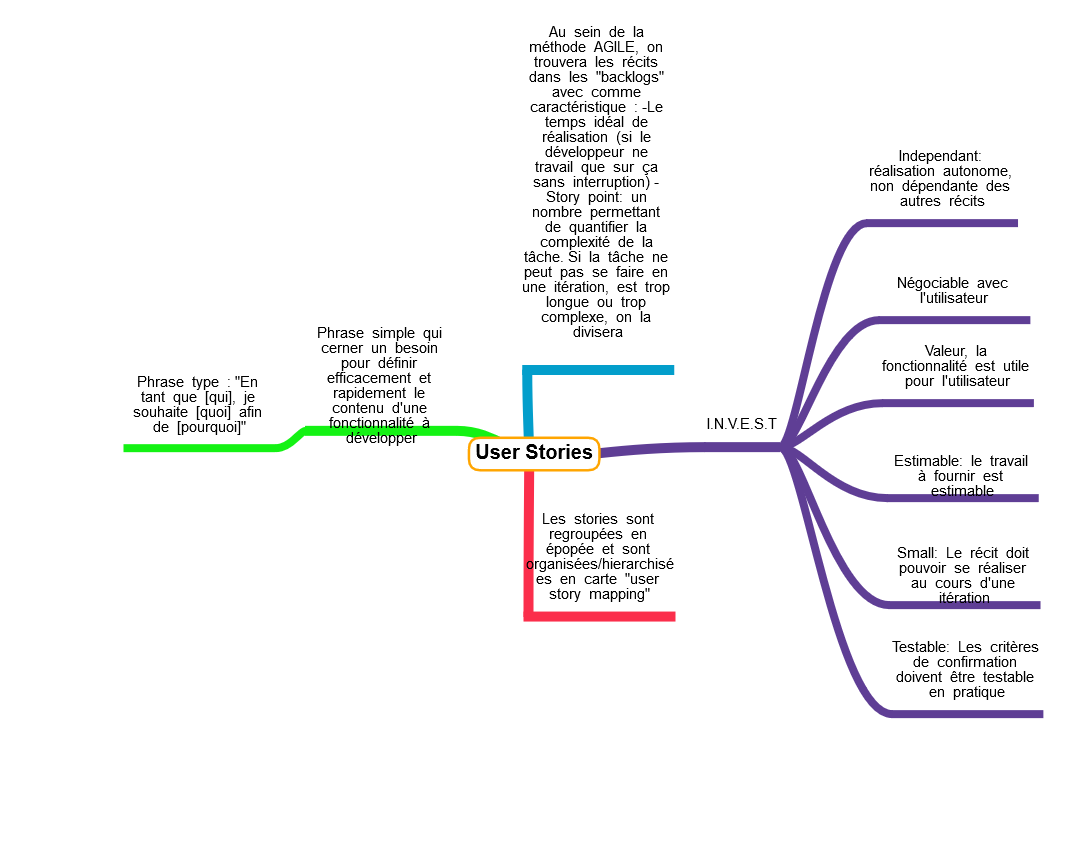 Au sein de la
méthode AGILE, on
trouvera les récits
dans les "backlogs"
avec comme
caractéristique : -Le
temps idéal de
réalisation (si le
développeur ne
travail que sur ça
sans interruption) -
Story point: un
nombre permettant
de quantifier la
complexité de la
tâche. Si la tâche ne
peut pas se faire en
une itération, est trop
longue ou trop
complexe, on la
divisera
Phrase type : "En
tant que [qui], je
souhaite [quoi] afin
de [pourquoi]"
Phrase simple qui
cerner un besoin
pour définir
efficacement et
rapidement le
contenu d'une
fonctionnalité à
développer
User Stories
Les stories sont
regroupées en
épopée et sont
organisées/hierarchisé
es en carte "user
story mapping"
I.N.V.E.S.T
Independant:
réalisation autonome,
non dépendante des
autres récits
Négociable avec
l'utilisateur
Valeur, la
fonctionnalité est utile
pour l'utilisateur
Estimable: le travail
à fournir est
estimable
Small: Le récit doit
pouvoir se réaliser
au cours d'une
itération
Testable: Les critères
de confirmation
doivent être testable
en pratique